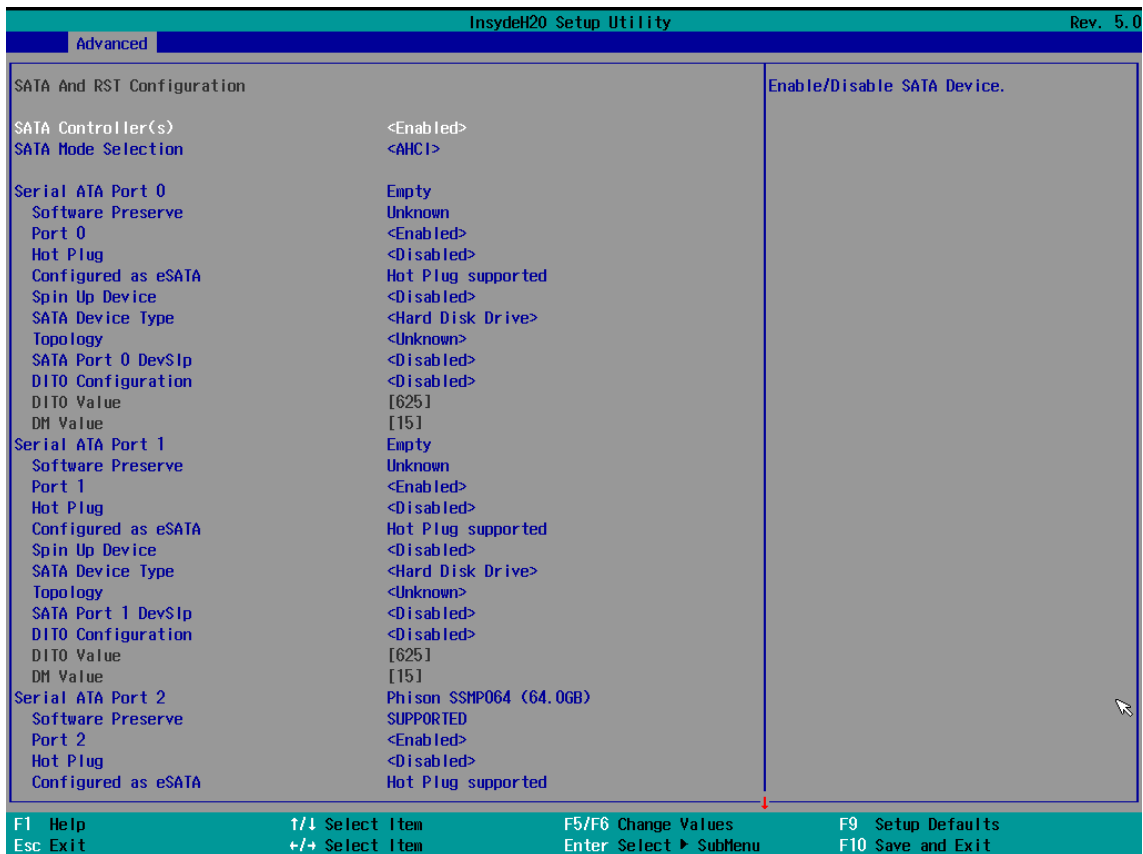 InsydeH2O Setup Utility Rev. 5.0
Advanced
SATA And RST Configuration
Enable/Disable SATA Device.
SATA Controller(s) <Enabled>
SATA Mode Selection <AHCI>
Serial ATA Port 0 Empty
Software Preserve Unknown
Port 0 <Enabled>
Hot Plug <Disabled>
Configured as eSATA Hot Plug supported
Spin Up Device <Disabled>
SATA Device Type <Hard Disk Drive>
Topology <Unknown>
SATA Port 0 DevSlp <Disabled>
DITO Configuration <Disabled>
DITO Value [625]
DM Value [15]
Serial ATA Port 1 Empty
Software Preserve Unknown
Port 1 <Enabled>
Hot Plug <Disabled>
Configured as eSATA Hot Plug supported
Spin Up Device <Disabled>
SATA Device Type <Hard Disk Drive>
Topology <Unknown>
SATA Port 1 DevSlp <Disabled>
DITO Configuration <Disabled>
DITO Value [625]
DM Value [15]
Serial ATA Port 2 Phison SSMP064 (64.0GB)
Software Preserve SUPPORTED
Port 2 <Enabled>
Hot Plug <Disabled>
Configured as eSATA Hot Plug supported
F1 Help ↑/↓ Select Item F5/F6 Change Values F9 Setup Defaults
Esc Exit ←/→ Select Item Enter Select ▶ SubMenu F10 Save and Exit